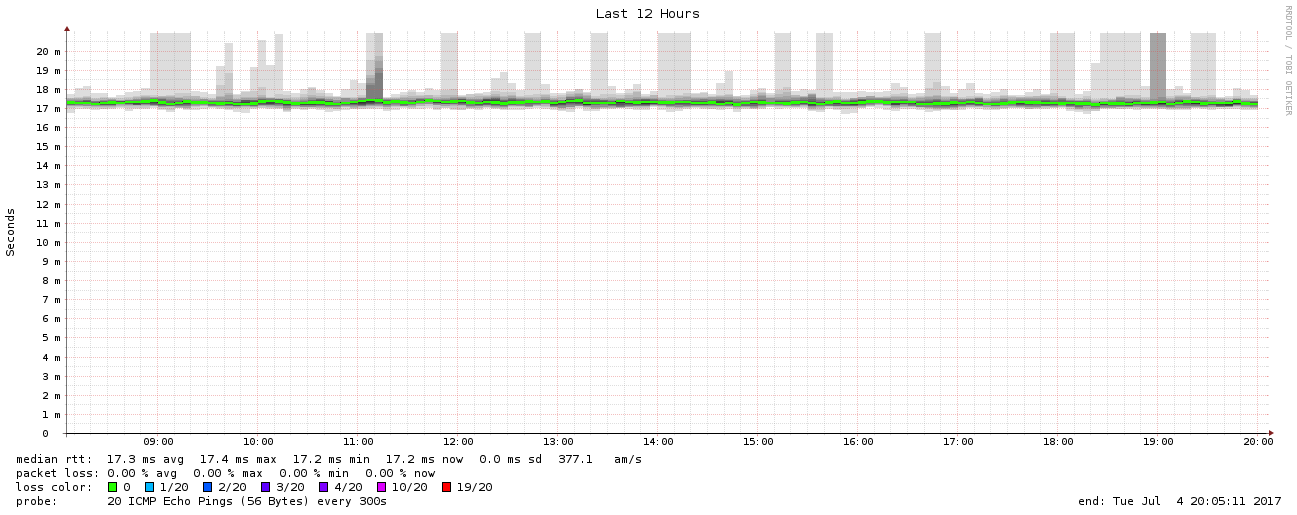 Last 12 Hours
RRDTOOL / TOBI OETIKER
Seconds
20 m
19 m
18 m
17 m
16 m
15 m
14 m
13 m
12 m
11 m
10 m
9 m
8 m
7 m
6 m
5 m
4 m
3 m
2 m
1 m
0
09:00 10:00 11:00 12:00 13:00 14:00 15:00 16:00 17:00 18:00 19:00 20:00
median rtt: 17.3 ms avg 17.4 ms max 17.2 ms min 17.2 ms now 0.0 ms sd 377.1 am/s
packet loss: 0.00 % avg 0.00 % max 0.00 % min 0.00 % now
loss color: 0 1/20 2/20 3/20 4/20 10/20 19/20
probe: 20 ICMP Echo Pings (56 Bytes) every 300s end: Tue Jul 4 20:05:11 2017